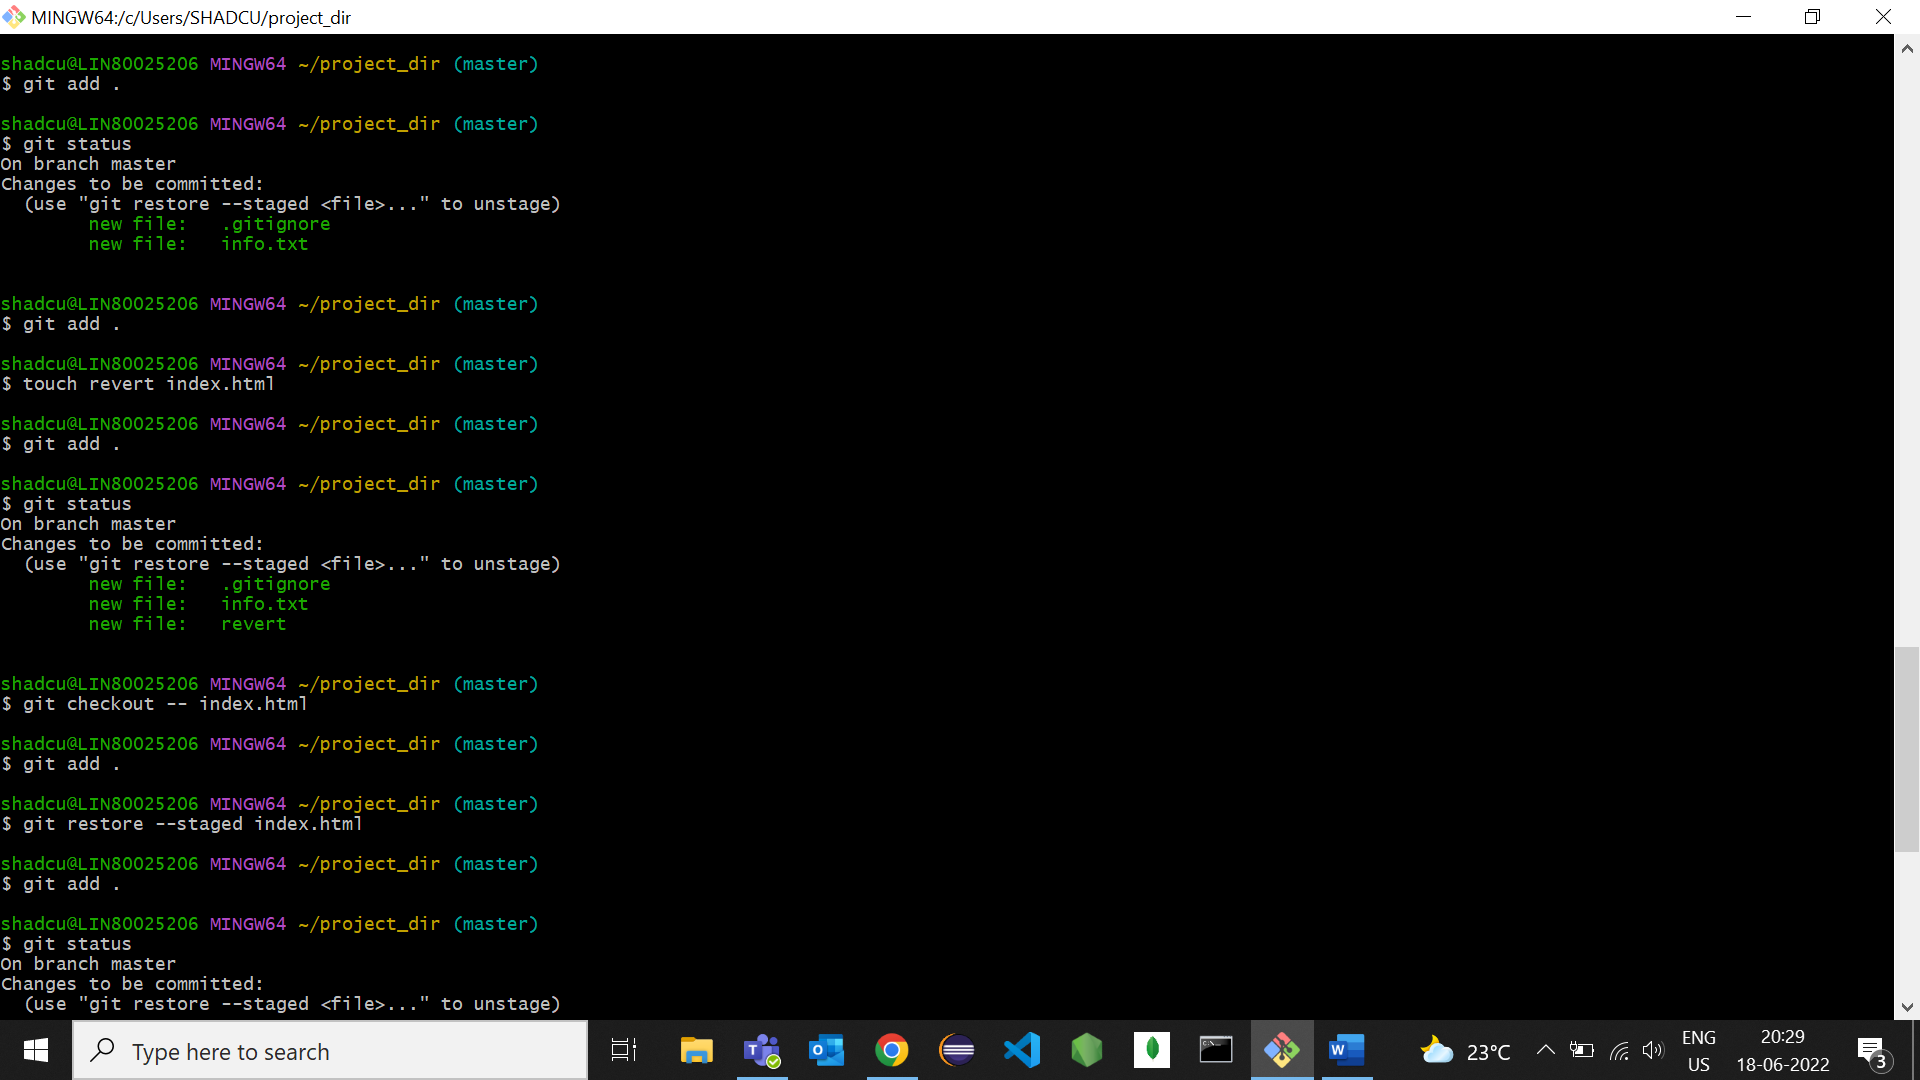 MINGW64:/c/Users/SHADCU/project_dir
shadcu@LIN80025206 MINGW64 ~/project_dir (master)
$ git add .
shadcu@LIN80025206 MINGW64 ~/project_dir (master)
$ git status
On branch master
Changes to be committed:
  (use "git restore --staged <file>..." to unstage)
        new file:   .gitignore
        new file:   info.txt
shadcu@LIN80025206 MINGW64 ~/project_dir (master)
$ git add .
shadcu@LIN80025206 MINGW64 ~/project_dir (master)
$ touch revert index.html
shadcu@LIN80025206 MINGW64 ~/project_dir (master)
$ git add .
shadcu@LIN80025206 MINGW64 ~/project_dir (master)
$ git status
On branch master
Changes to be committed:
  (use "git restore --staged <file>..." to unstage)
        new file:   .gitignore
        new file:   info.txt
        new file:   revert
shadcu@LIN80025206 MINGW64 ~/project_dir (master)
$ git checkout -- index.html
shadcu@LIN80025206 MINGW64 ~/project_dir (master)
$ git add .
shadcu@LIN80025206 MINGW64 ~/project_dir (master)
$ git restore --staged index.html
shadcu@LIN80025206 MINGW64 ~/project_dir (master)
$ git add .
shadcu@LIN80025206 MINGW64 ~/project_dir (master)
$ git status
On branch master
Changes to be committed:
  (use "git restore --staged <file>..." to unstage)
Type here to search
23°C
ENG
US
20:29
18-06-2022
3